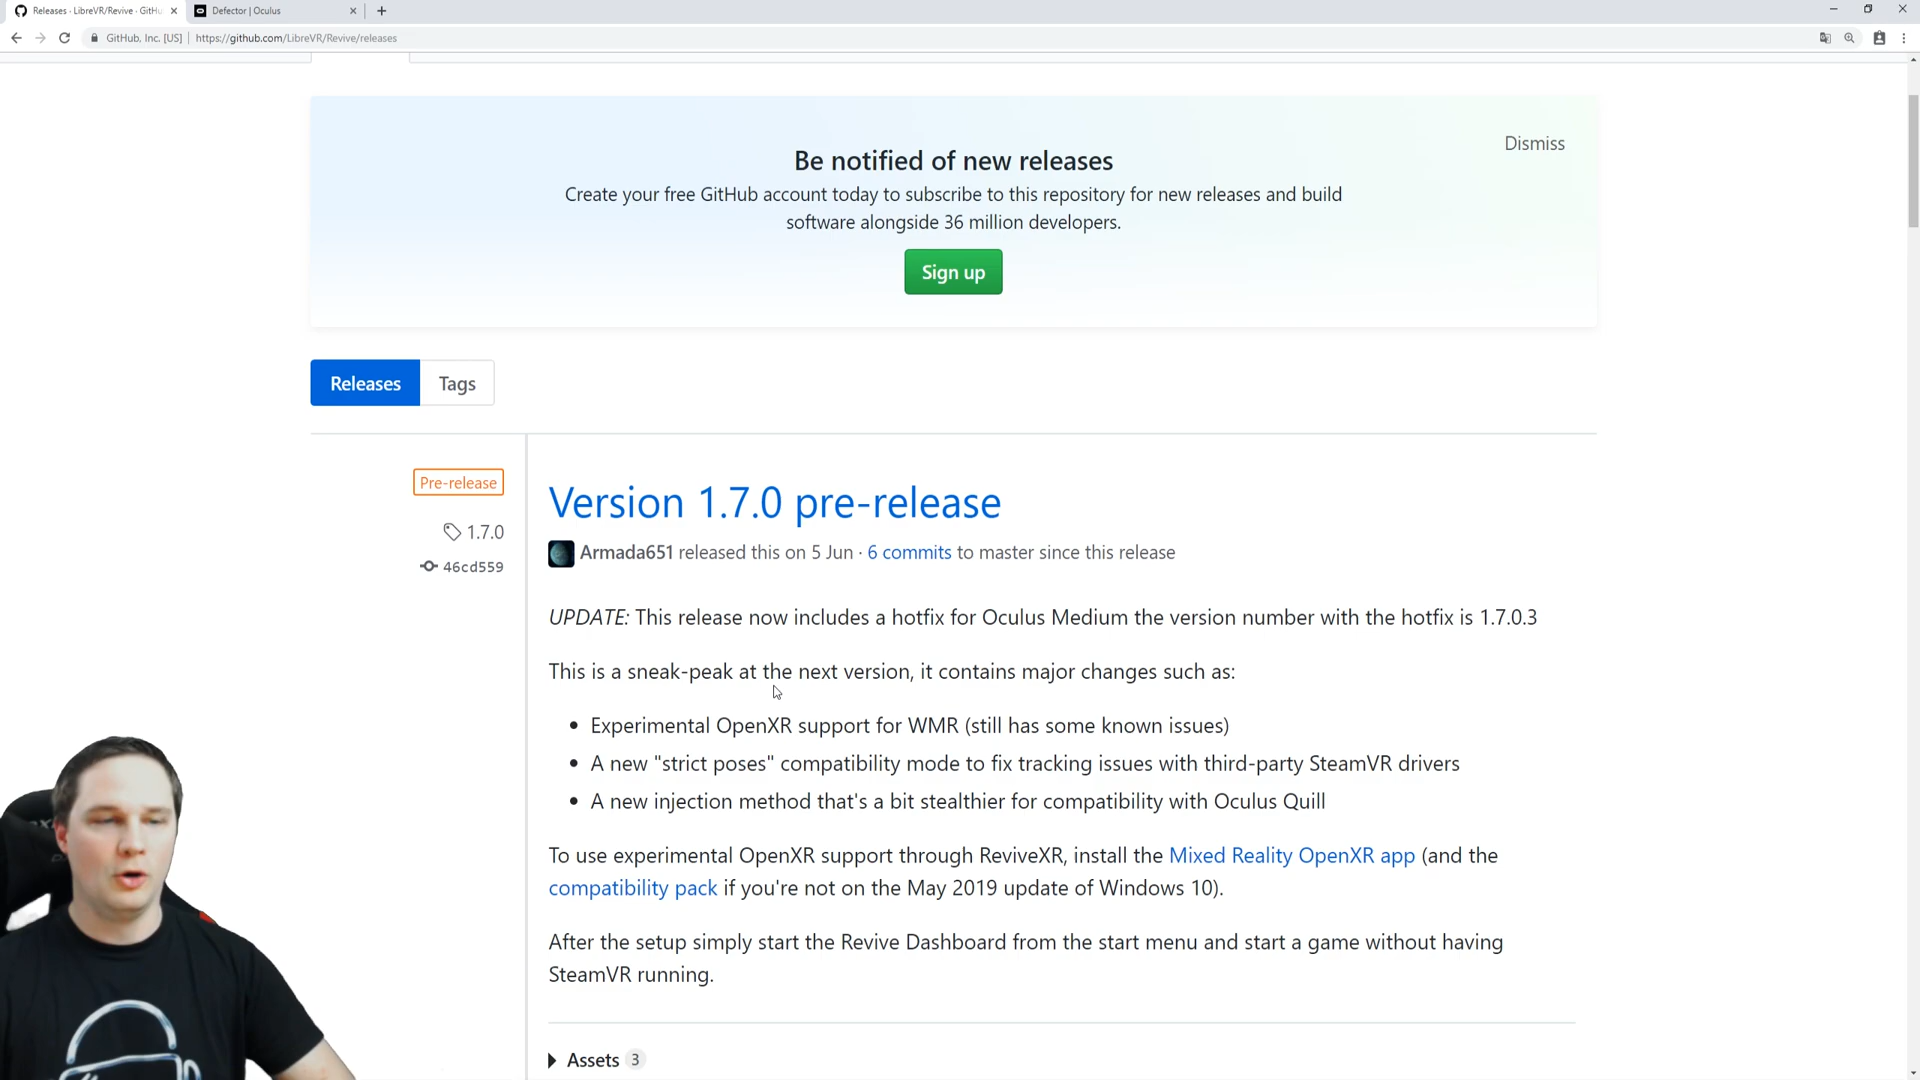 Releases · LibreVR/Revive · GitHu
Defector | Oculus
GitHub, Inc. [US] | https://github.com/LibreVR/Revive/releases
Dismiss
Be notified of new releases
Create your free GitHub account today to subscribe to this repository for new releases and build
software alongside 36 million developers.
Sign up
Releases Tags
Pre-release
1.7.0
46cd559
Version 1.7.0 pre-release
Armada651 released this on 5 Jun · 6 commits to master since this release
UPDATE: This release now includes a hotfix for Oculus Medium the version number with the hotfix is 1.7.0.3
This is a sneak-peak at the next version, it contains major changes such as:
• Experimental OpenXR support for WMR (still has some known issues)
• A new "strict poses" compatibility mode to fix tracking issues with third-party SteamVR drivers
• A new injection method that's a bit stealthier for compatibility with Oculus Quill
To use experimental OpenXR support through ReviveXR, install the Mixed Reality OpenXR app (and the
compatibility pack if you're not on the May 2019 update of Windows 10).
After the setup simply start the Revive Dashboard from the start menu and start a game without having
SteamVR running.
Assets 3